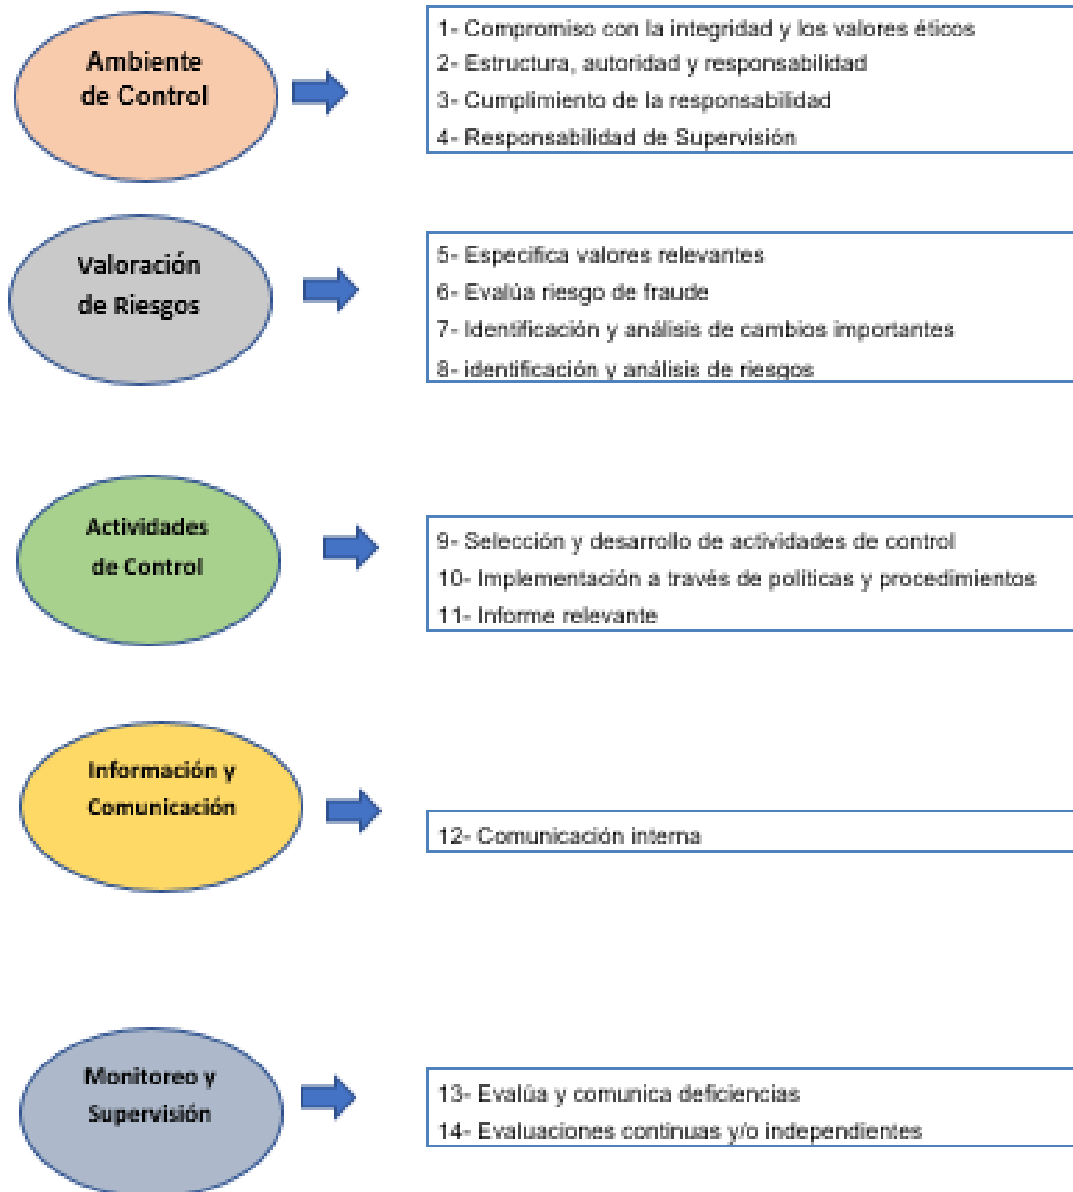 Ambiente
de Control
1- Compromiso con la integridad y los valores éticos
2- Estructura, autoridad y responsabilidad
3- Cumplimiento de la responsabilidad
4- Responsabilidad de Supervisión
Valoración
de Riesgos
5- Especifica valores relevantes
6- Evalúa riesgo de fraude
7- Identificación y análisis de cambios importantes
8- identificación y análisis de riesgos
Actividades
de Control
9- Selección y desarrollo de actividades de control
10- Implementación a través de políticas y procedimientos
11- Informe relevante
Información y
Comunicación
12- Comunicación interna
Monitoreo y
Supervisión
13- Evalúa y comunica deficiencias
14- Evaluaciones continuas y/o independientes